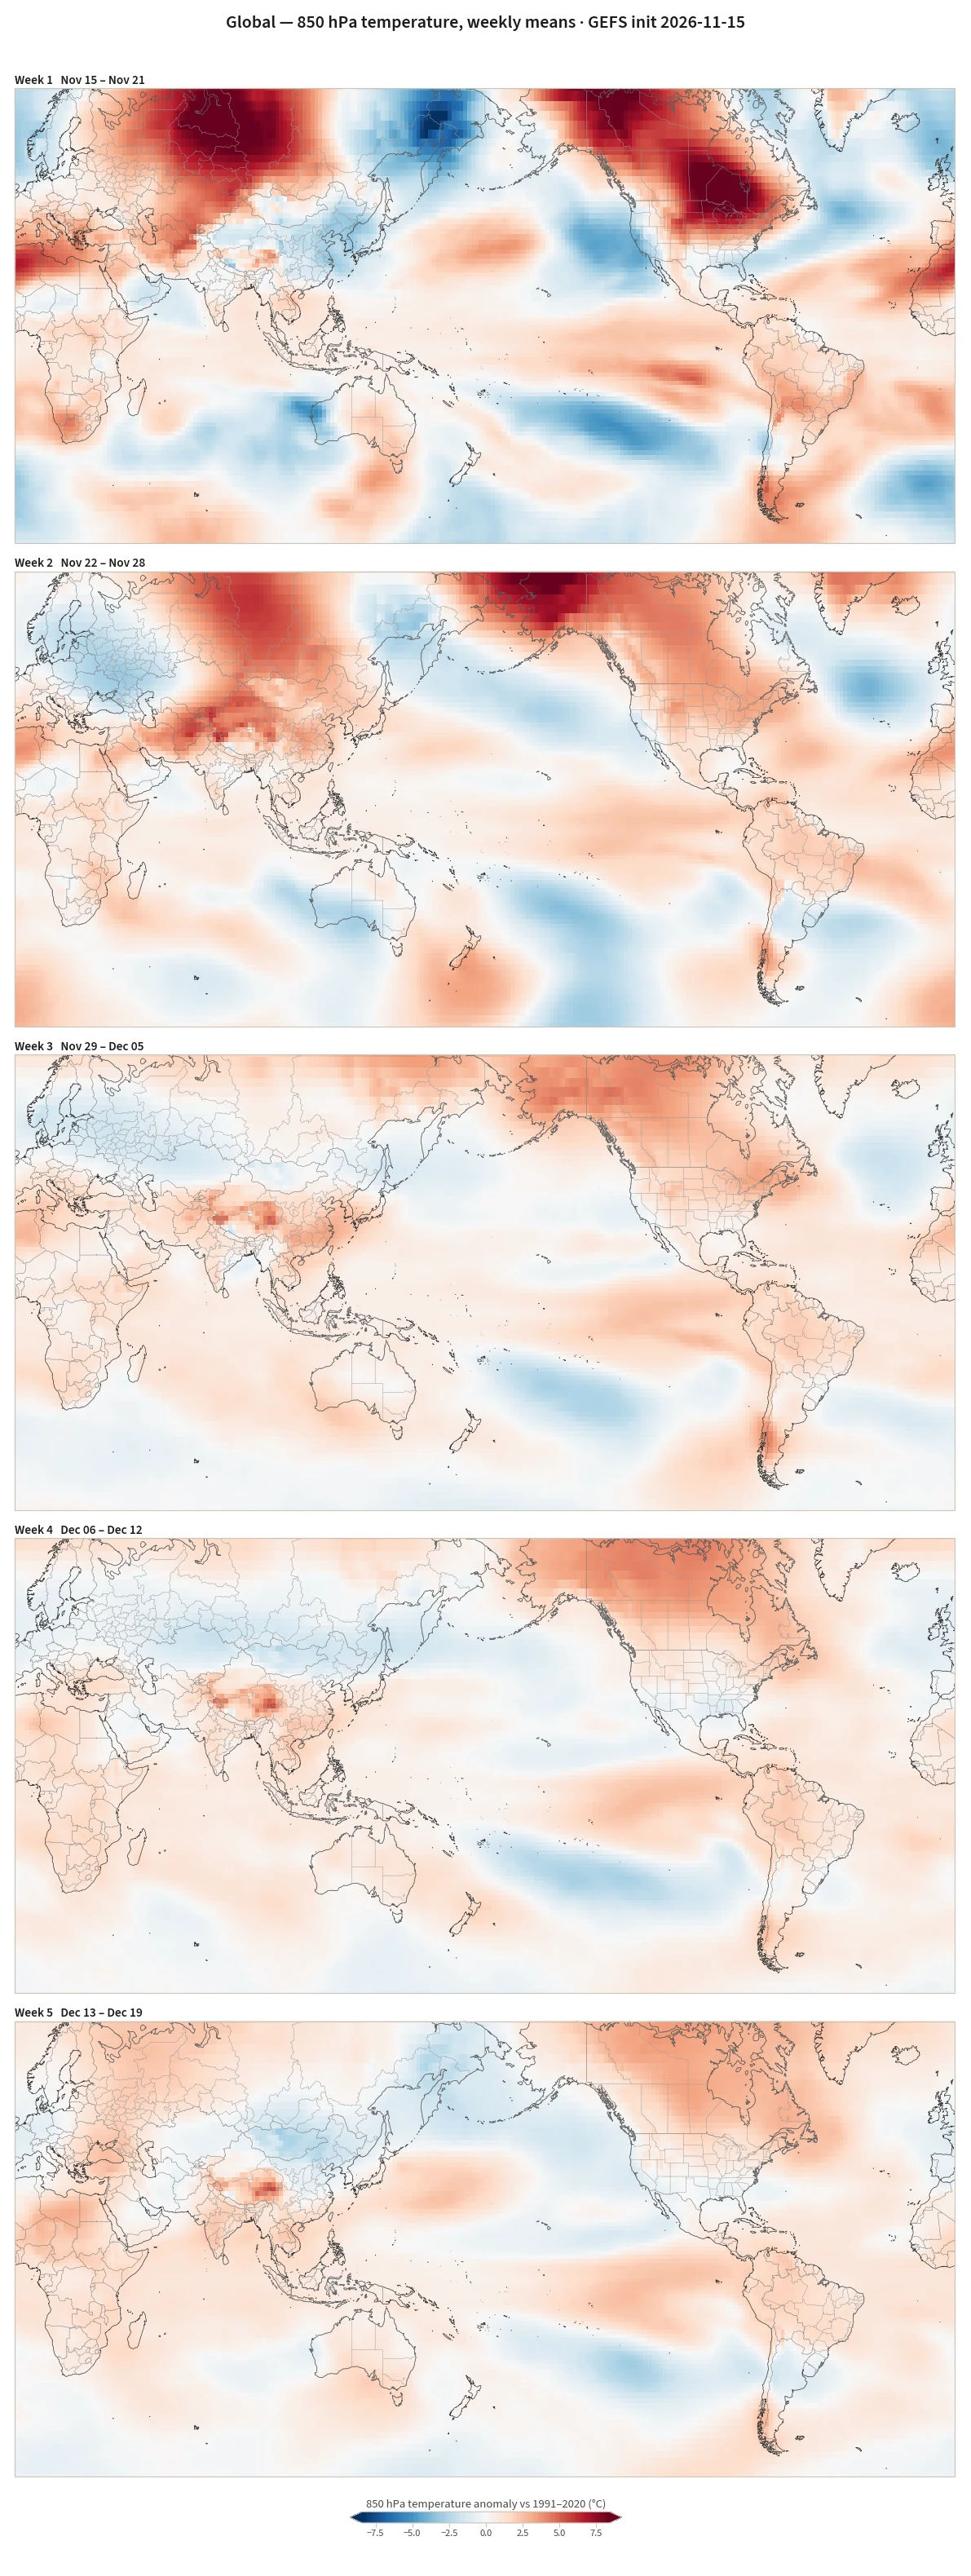 Global — 850 hPa temperature, weekly means · GEFS init 2026-11-15
Week 1 Nov 15 – Nov 21
Week 2 Nov 22 – Nov 28
Week 3 Nov 29 – Dec 05
Week 4 Dec 06 – Dec 12
Week 5 Dec 13 – Dec 19
850 hPa temperature anomaly vs 1991–2020 (°C)
−7.5 −5.0 −2.5 0.0 2.5 5.0 7.5